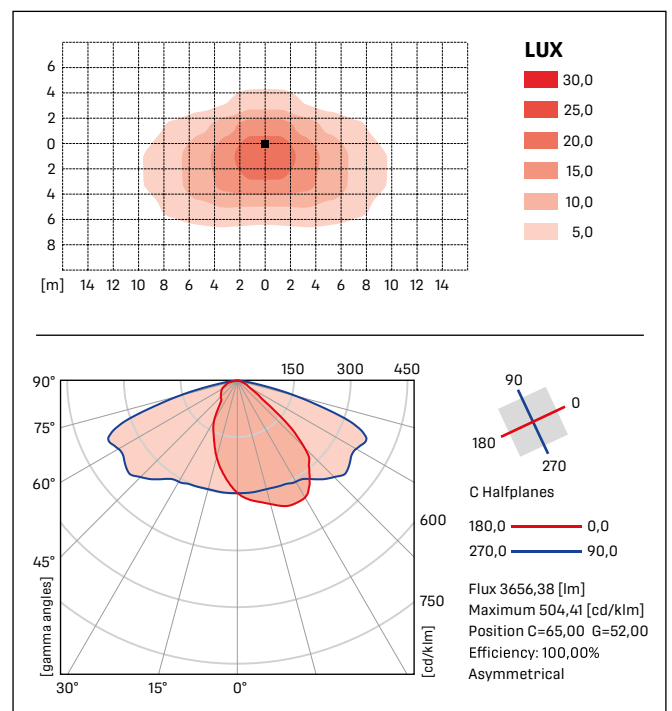 LUX
30,0
25,0
20,0
15,0
10,0
5,0
6
4
2
0
2
4
6
8
[m] 14 12 10 8 6 4 2 0 2 4 6 8 10 12 14
150 300 450
90°
75°
60°
45°
30° 15° 0°
600
750
[gamma angles]
[cd/klm]
90
0
180
270
C Halfplanes
180,0 0,0
270,0 90,0
Flux 3656,38 [lm]
Maximum 504,41 [cd/klm]
Position C=65,00 G=52,00
Efficiency: 100,00%
Asymmetrical